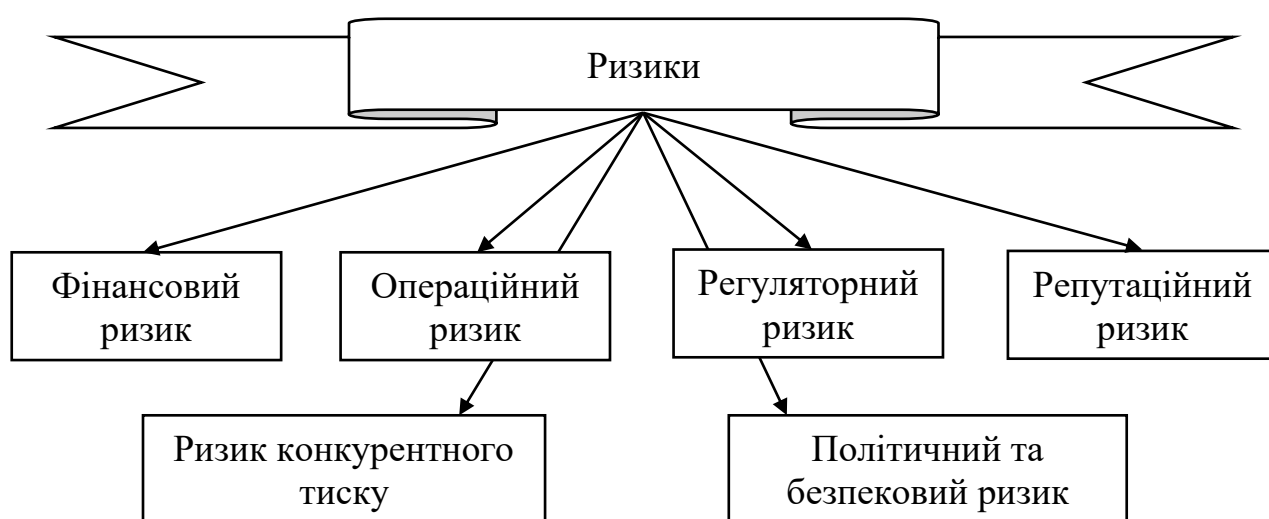 Ризики
Фінансовий
ризик
Операційний
ризик
Регуляторний
ризик
Репутаційний
ризик
Ризик конкурентного
тиску
Політичний та
безпековий ризик